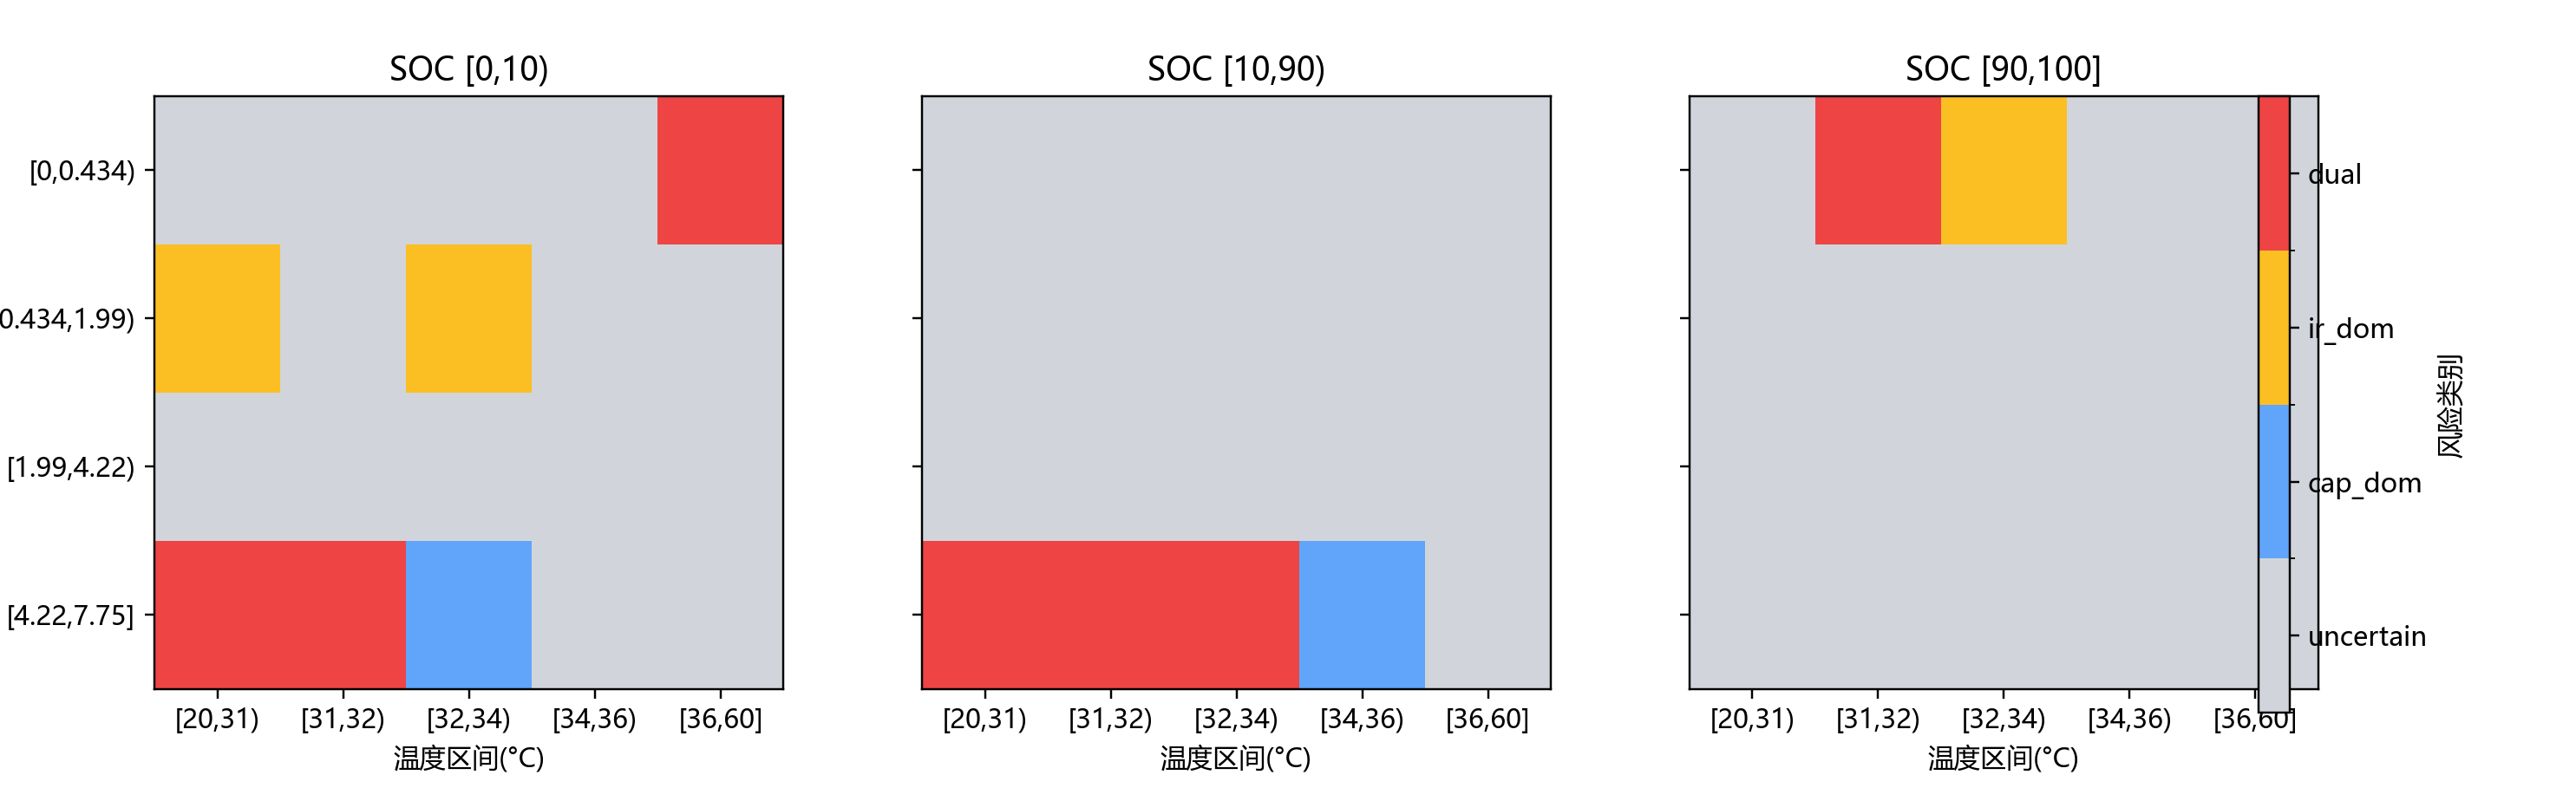 SOC [0,10)
SOC [10,90)
SOC [90,100]
[0,0.434)
0.434,1.99)
[1.99,4.22)
[4.22,7.75]
[20,31)
[31,32)
[32,34)
[34,36)
[36,60]
温度区间(°C)
[20,31)
[31,32)
[32,34)
[34,36)
[36,60]
温度区间(°C)
[20,31)
[31,32)
[32,34)
[34,36)
[36,60]
温度区间(°C)
dual
ir_dom
cap_dom
uncertain
风险类别